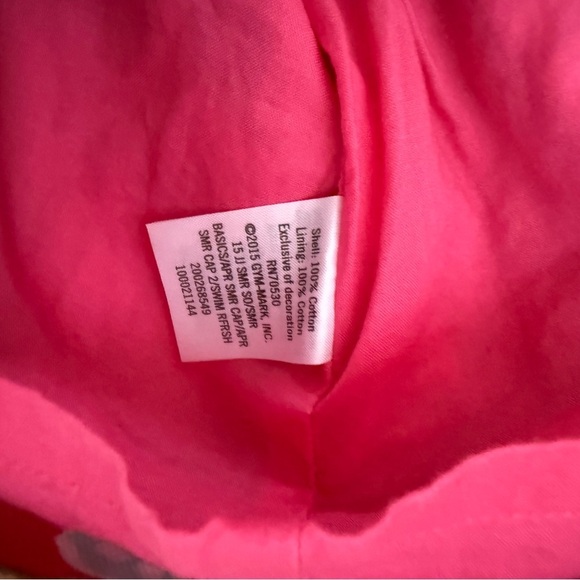 Shell: 100% Cotton
Lining: 100% Cotton
Exclusive of decoration
RN70530
©2015 GYM-MARK, INC.
15 JJ SMR SO/SMR
BASICS/APR SMR CAP/APR
SMR CAP 2/SWIM RFRSH
200268549
100021144